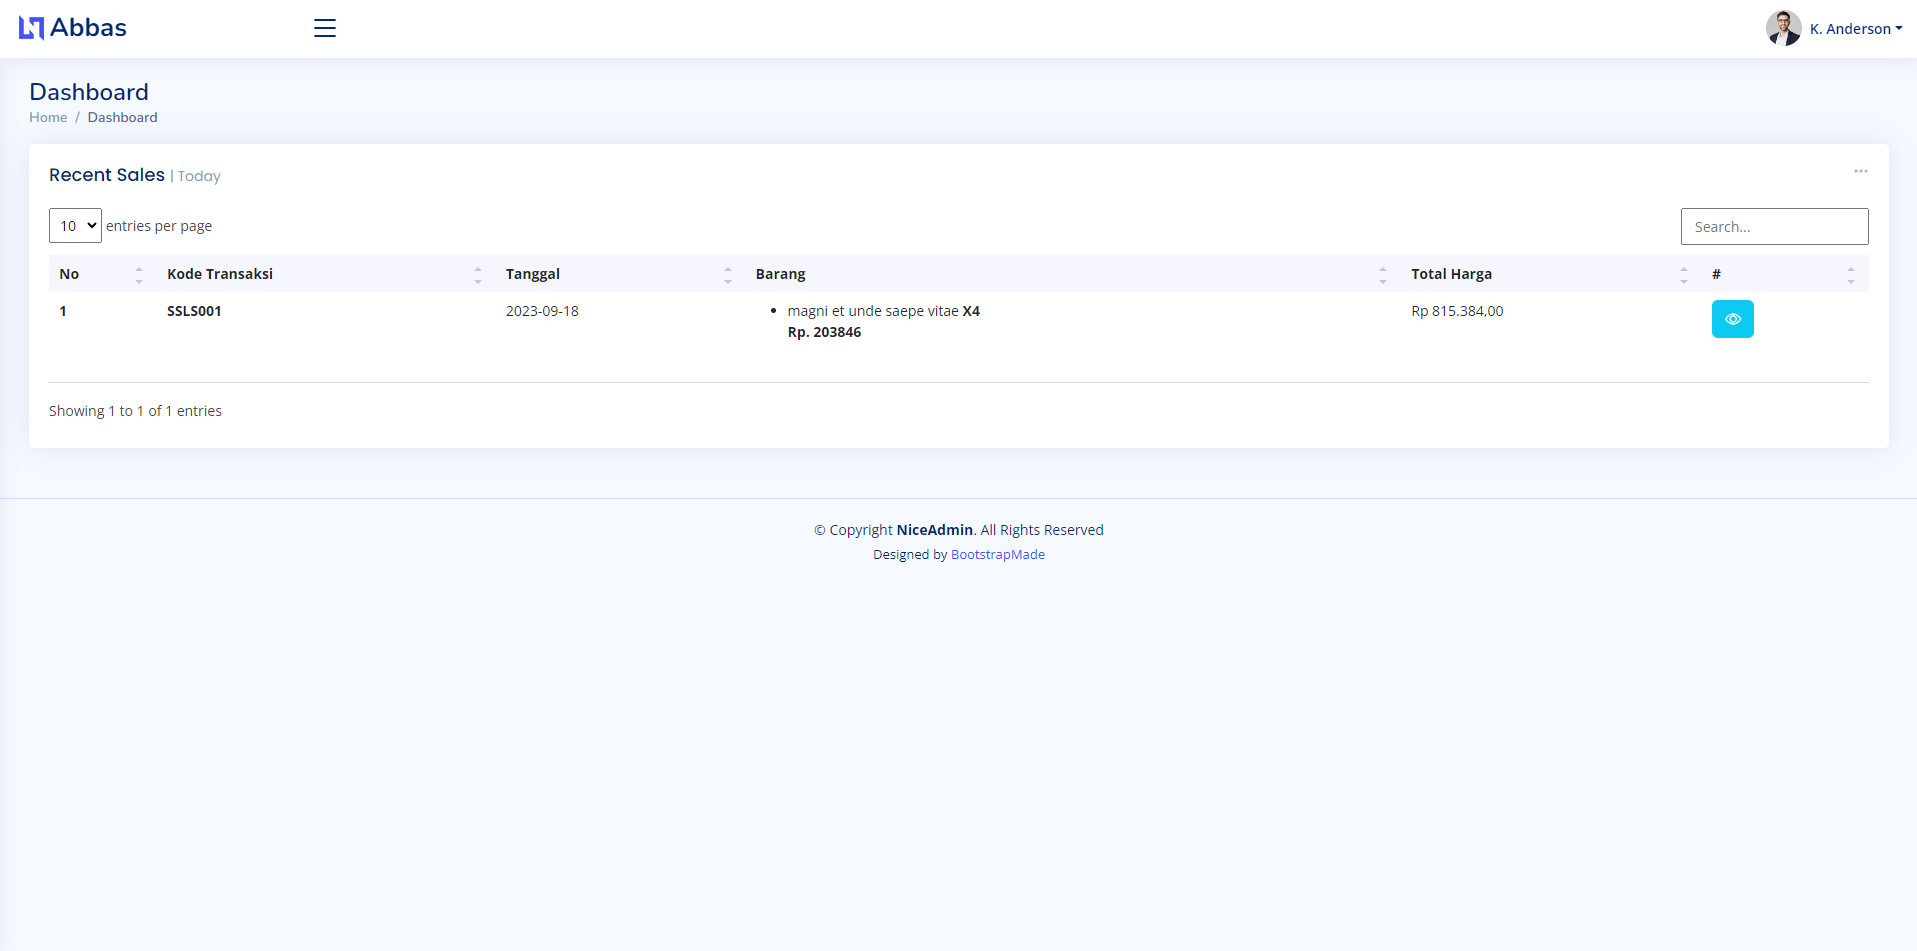 Abbas
K. Anderson
Dashboard
Home / Dashboard
Recent Sales | Today
10 entries per page
Search...
No Kode Transaksi Tanggal Barang Total Harga #
1 SSLS001 2023-09-18 • magni et unde saepe vitae X4 Rp 815.384,00
Rp. 203846
Showing 1 to 1 of 1 entries
© Copyright NiceAdmin. All Rights Reserved
Designed by BootstrapMade